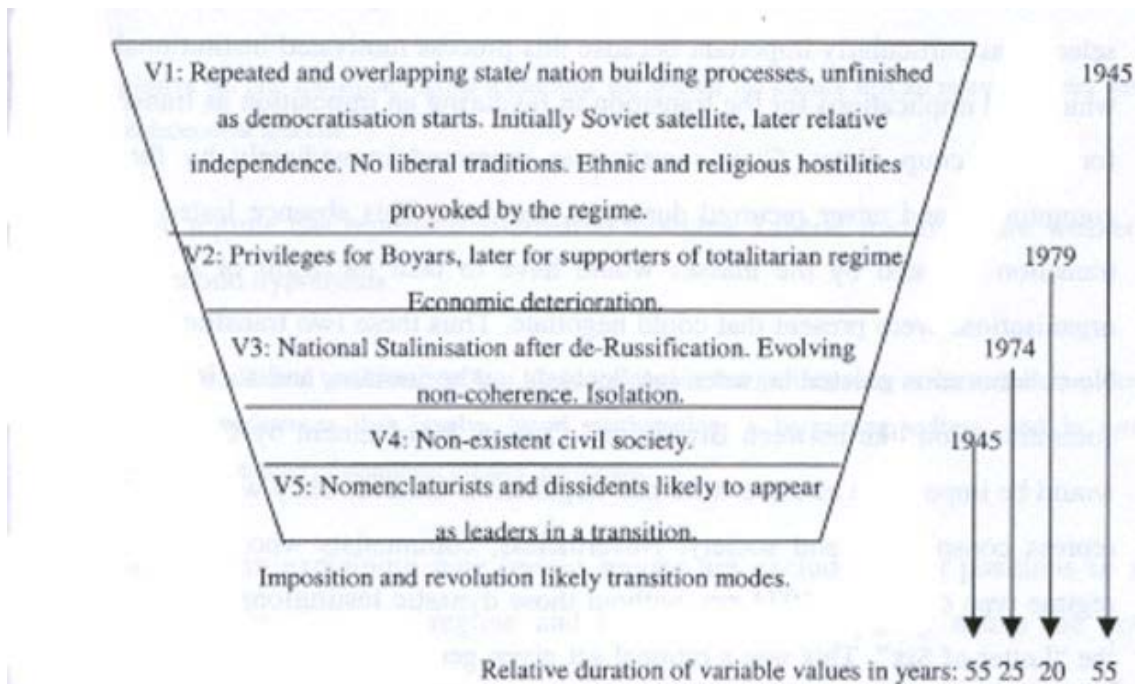 V1: Repeated and overlapping state/ nation building processes, unfinished
1945
as democratisation starts. Initially Soviet satellite, later relative
independence. No liberal traditions. Ethnic and religious hostilities
provoked by the regime.
V2: Privileges for Boyars, later for supporters of totalitarian regime.
1979
Economic deterioration.
V3: National Stalinisation after de-Russification. Evolving
1974
non-coherence. Isolation.
V4: Non-existent civil society.
1945
V5: Nomenclaturists and dissidents likely to appear
as leaders in a transition.
Imposition and revolution likely transition modes.
Relative duration of variable values in years: 55 25 20 55